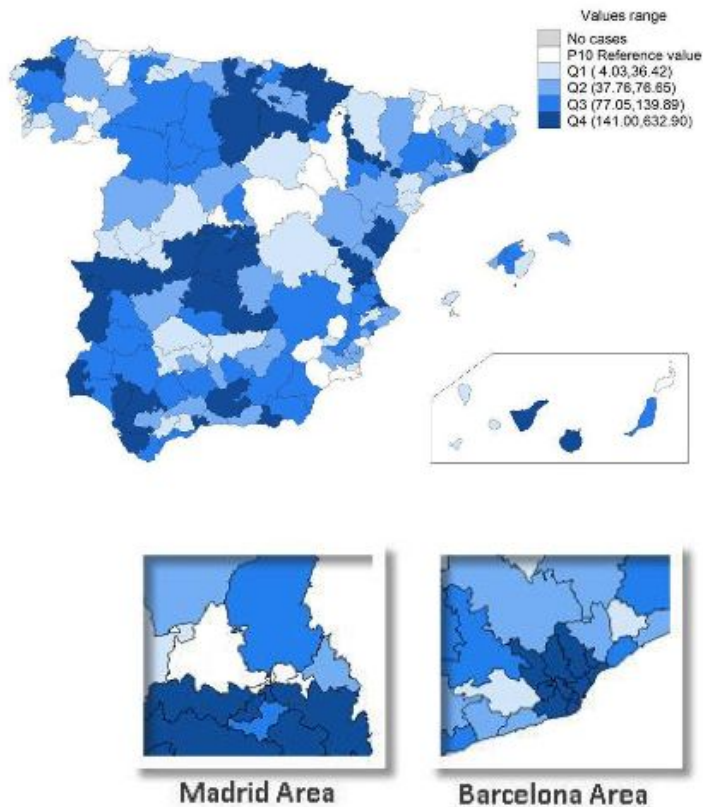 Values range
No cases
P10 Reference value
Q1 ( 4.03,36.42)
Q2 (37.76,76.65)
Q3 (77.05,139.89)
Q4 (141.00,632.90)
Madrid Area
Barcelona Area